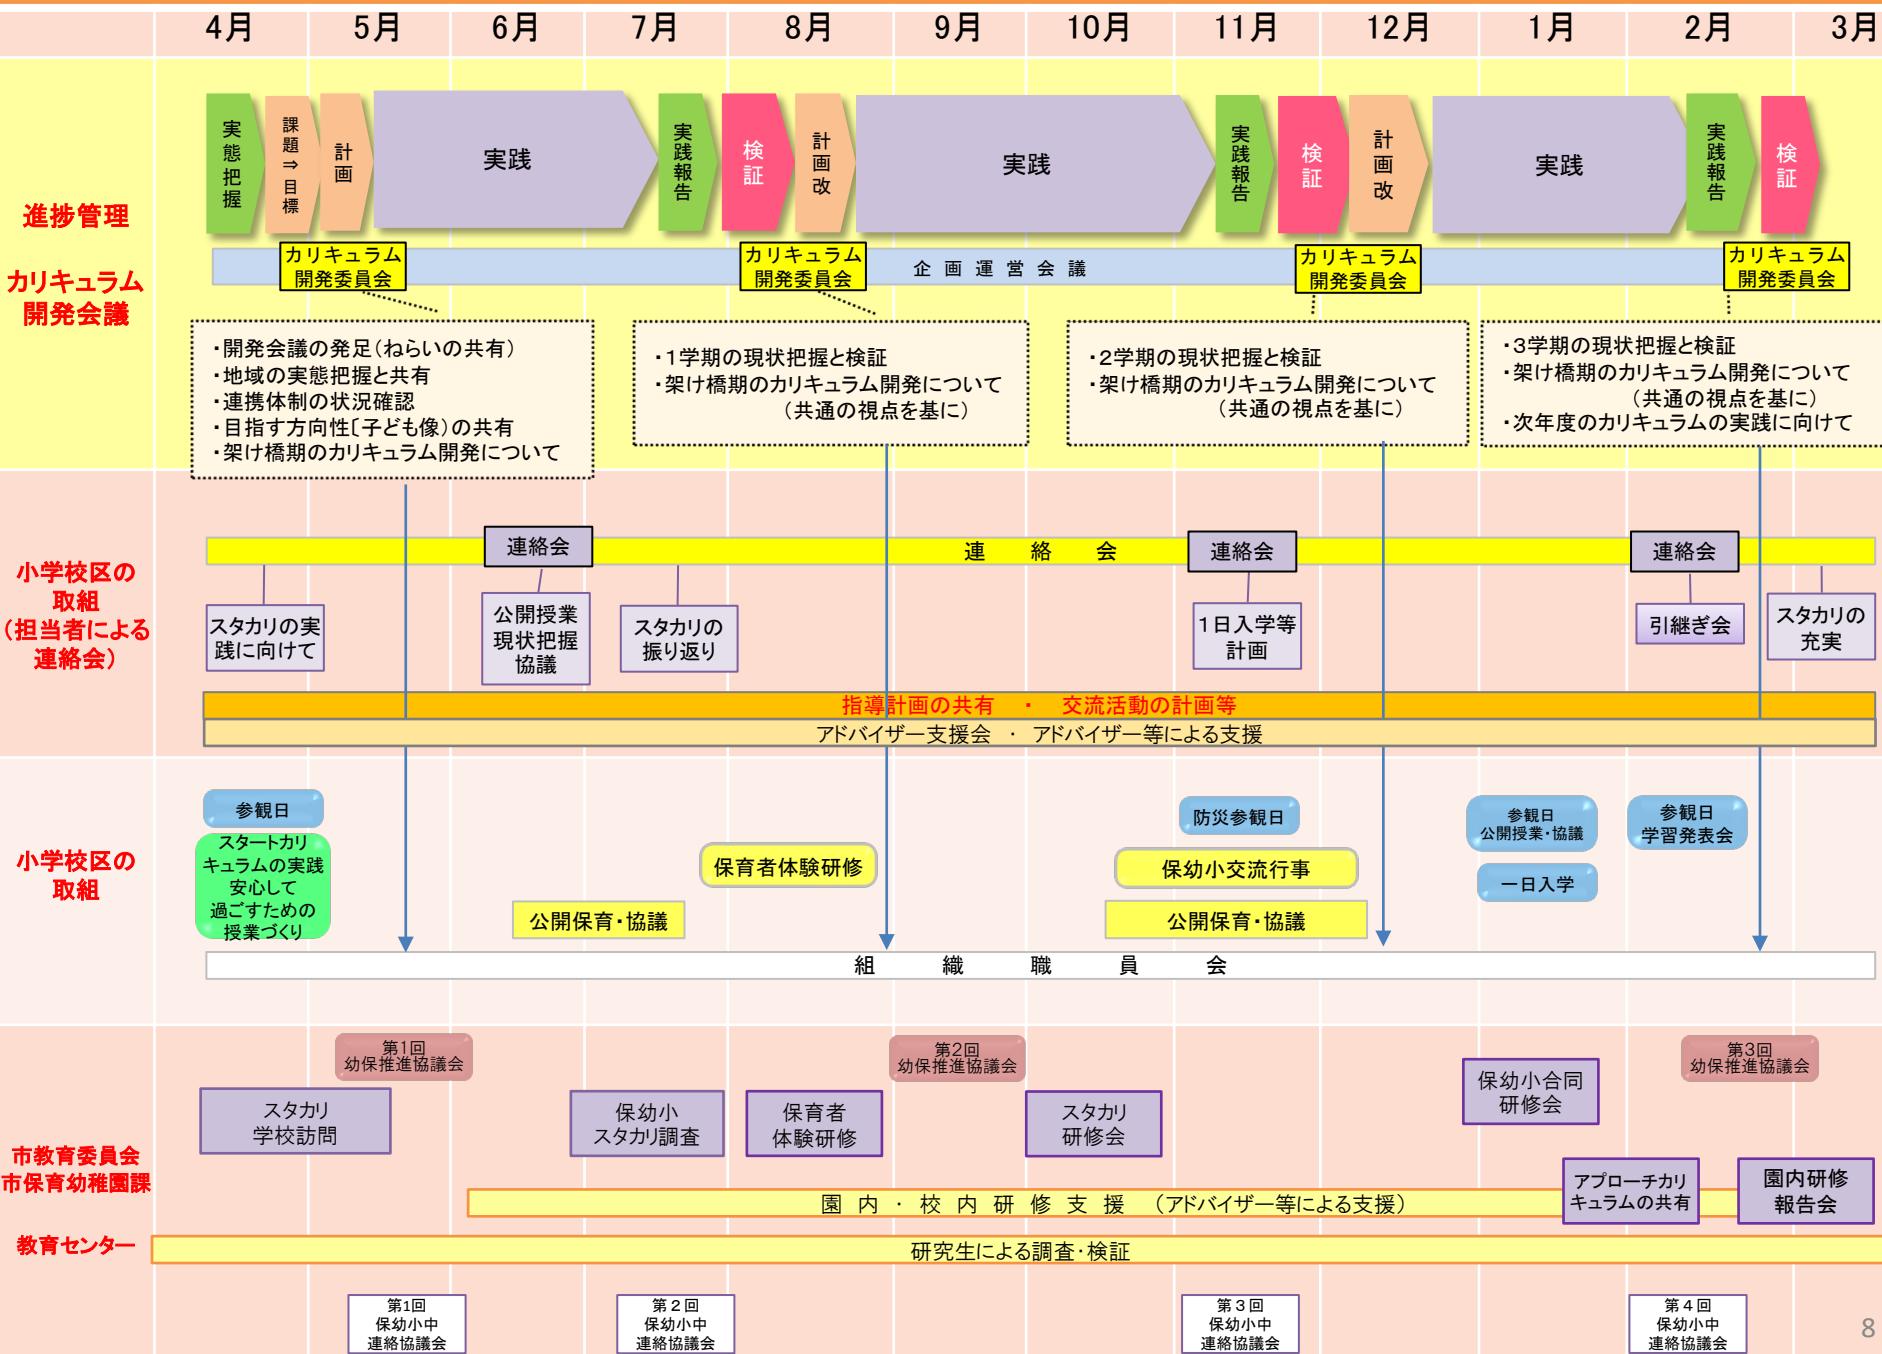 4月 5月 6月 7月 8月 9月 10月 11月 12月 1月 2月 3月
進捗管理
カリキュラム
開発会議
実態把握
課題⇒目標
計画
実践
実践報告
検証
計画改
実践
実践報告
検証
計画改
実践
実践報告
検証
企画運営会議
カリキュラム
開発委員会
カリキュラム
開発委員会
カリキュラム
開発委員会
カリキュラム
開発委員会
・開発会議の発足(ねらいの共有)
・地域の実態把握と共有
・連携体制の状況確認
・目指す方向性〔子ども像)の共有
・架け橋期のカリキュラム開発について
・1学期の現状把握と検証
・架け橋期のカリキュラム開発について
(共通の視点を基に)
・2学期の現状把握と検証
・架け橋期のカリキュラム開発について
(共通の視点を基に)
・3学期の現状把握と検証
・架け橋期のカリキュラム開発について
(共通の視点を基に)
・次年度のカリキュラムの実践に向けて
小学校区の
取組
(担当者による
連絡会)
連絡会
連絡会
連絡会
連絡会
スタカリの実
践に向けて
公開授業
現状把握
協議
スタカリの
振り返り
1日入学等
計画
引継ぎ会
スタカリの
充実
指導計画の共有 ・ 交流活動の計画等
アドバイザー支援会 ・ アドバイザー等による支援
小学校区の
取組
参観日
スタートカリ
キュラムの実践
安心して
過ごすための
授業づくり
公開保育・協議
保育者体験研修
防災参観日
保幼小交流行事
公開保育・協議
参観日
公開授業・協議
一日入学
参観日
学習発表会
組織職員会
市教育委員会
市保育幼稚園課
第1回
幼保推進協議会
第2回
幼保推進協議会
第3回
幼保推進協議会
スタカリ
学校訪問
保幼小
スタカリ調査
保育者
体験研修
スタカリ
研修会
保幼小合同
研修会
園内・校内研修支援 (アドバイザー等による支援)
アプローチカリ
キュラムの共有
園内研修
報告会
教育センター
研究生による調査・検証
第1回
保幼小中
連絡協議会
第2回
保幼小中
連絡協議会
第3回
保幼小中
連絡協議会
第4回
保幼小中
連絡協議会
8